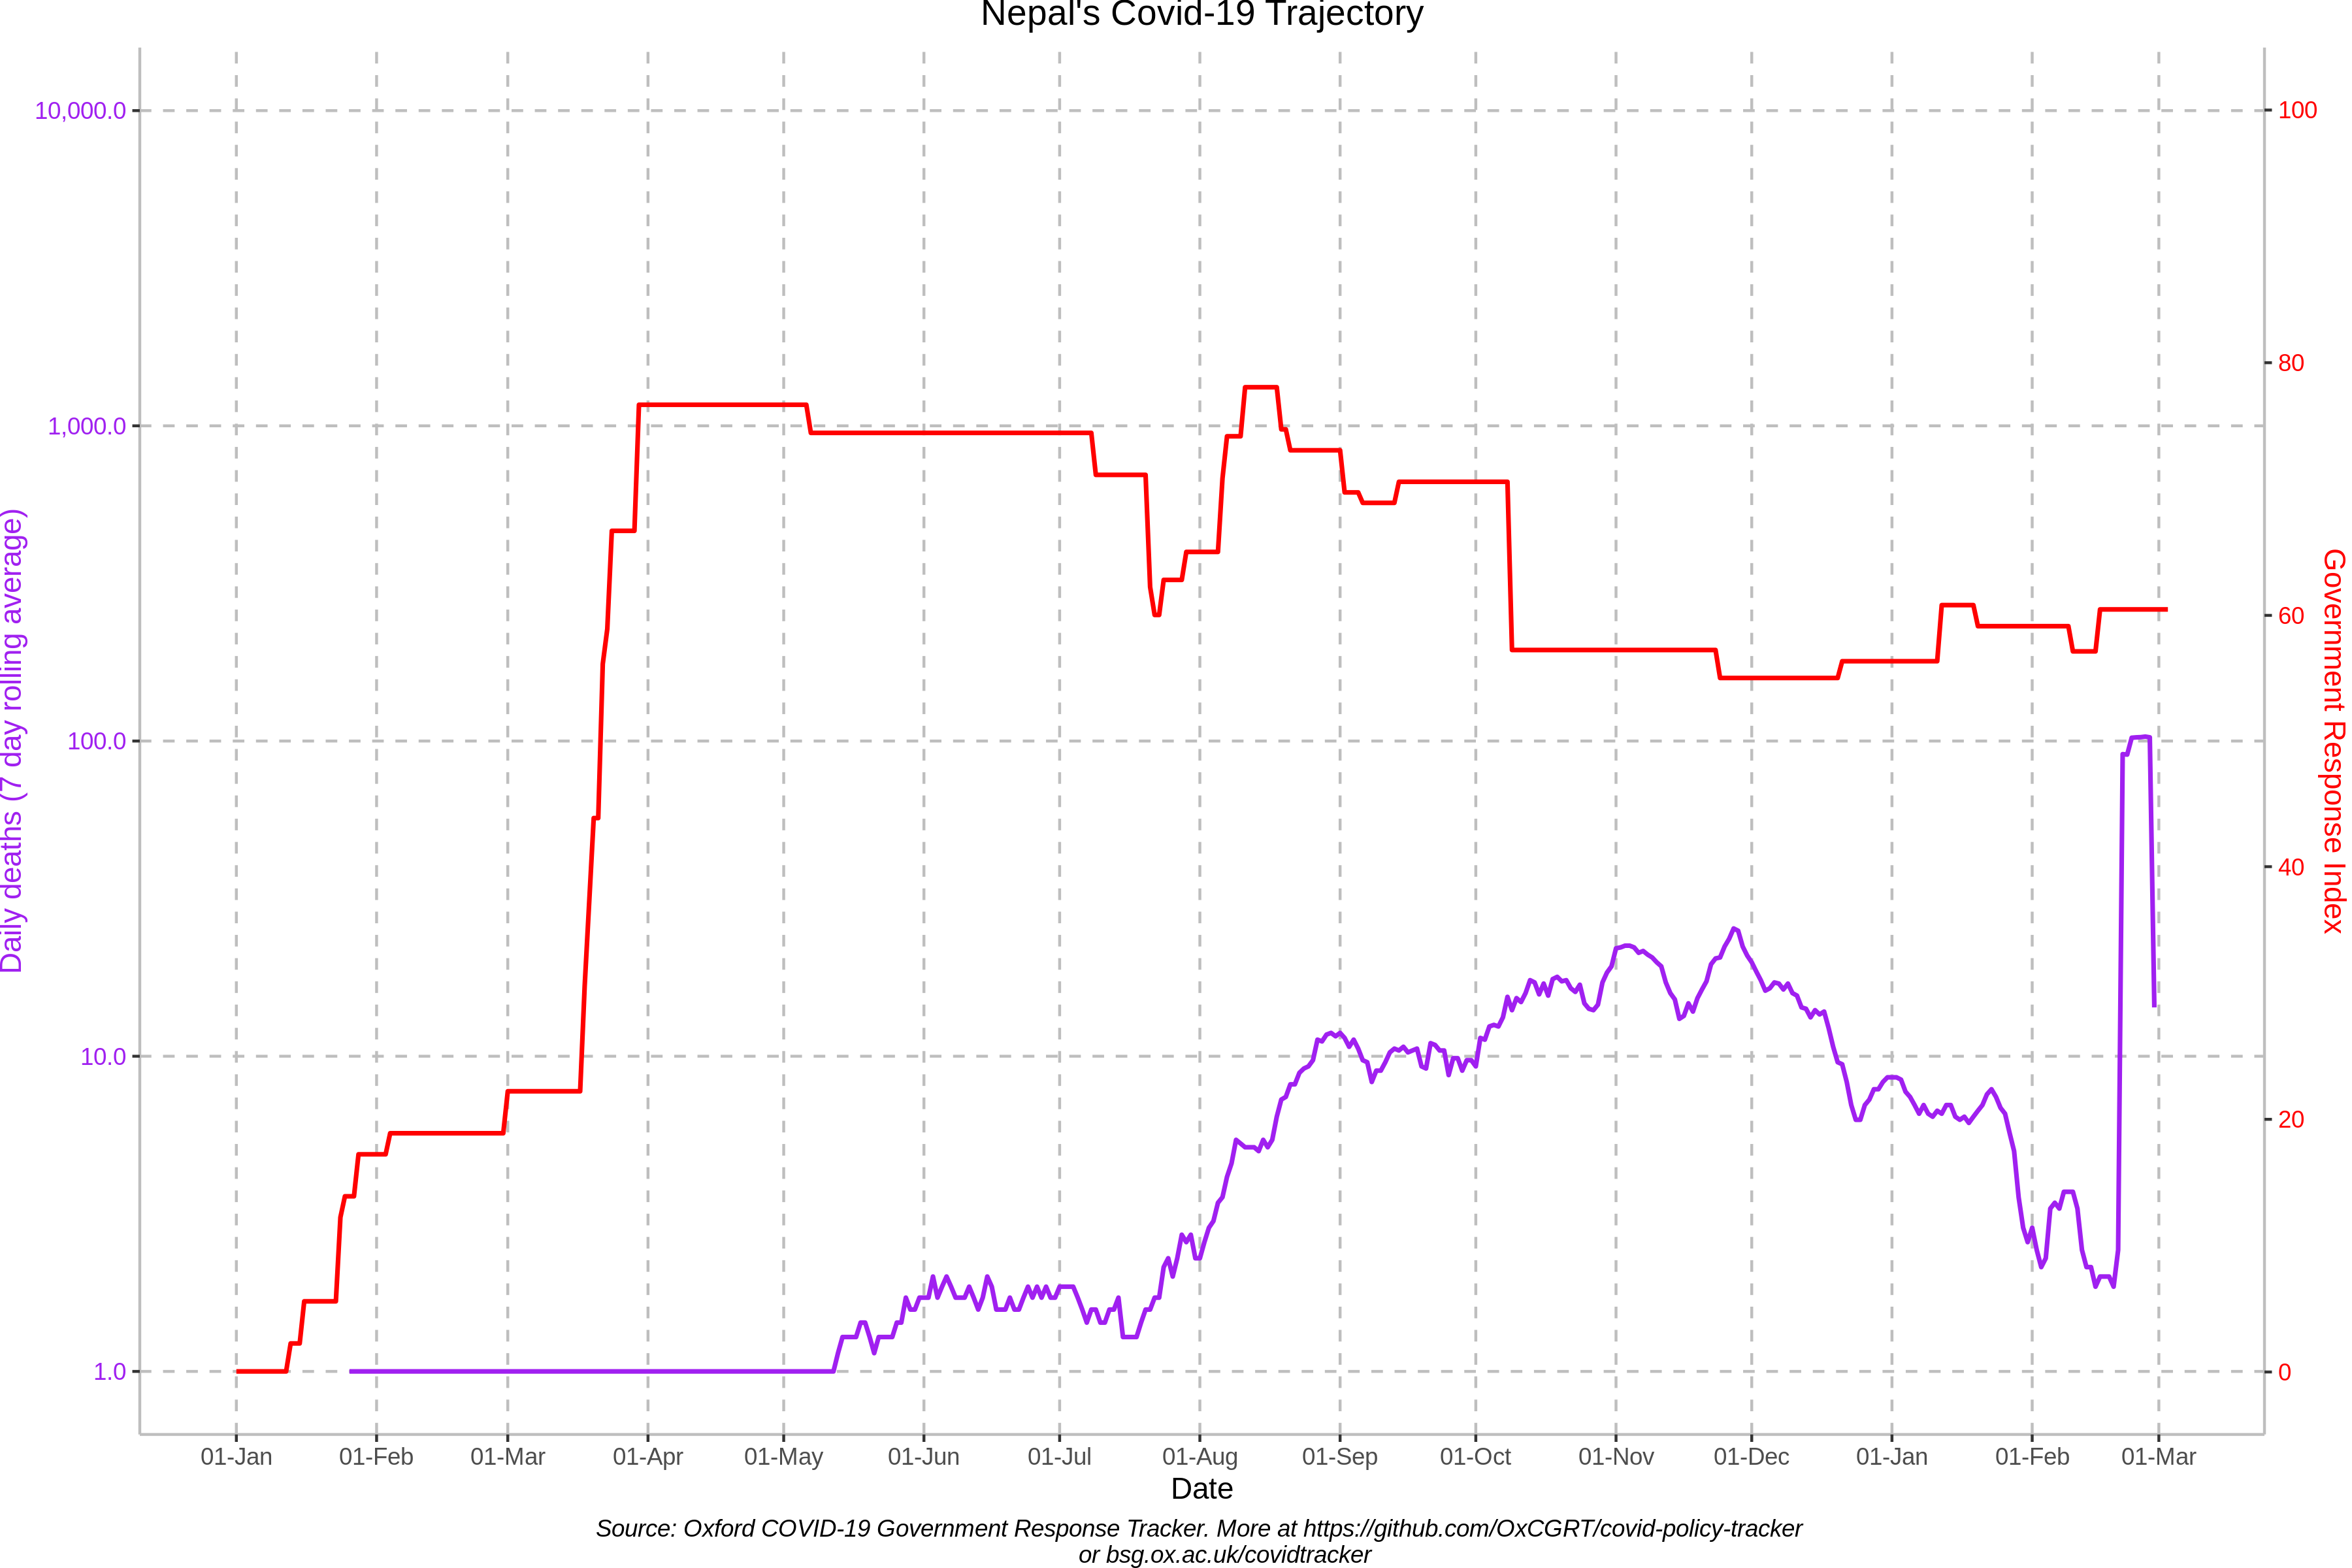 Nepal's Covid-19 Trajectory
10,000.0
1,000.0
100.0
10.0
1.0
Daily deaths (7 day rolling average)
100
80
60
40
20
0
Government Response Index
01-Jan 01-Feb 01-Mar 01-Apr 01-May 01-Jun 01-Jul 01-Aug 01-Sep 01-Oct 01-Nov 01-Dec 01-Jan 01-Feb 01-Mar
Date
Source: Oxford COVID-19 Government Response Tracker. More at https://github.com/OxCGRT/covid-policy-tracker
or bsg.ox.ac.uk/covidtracker